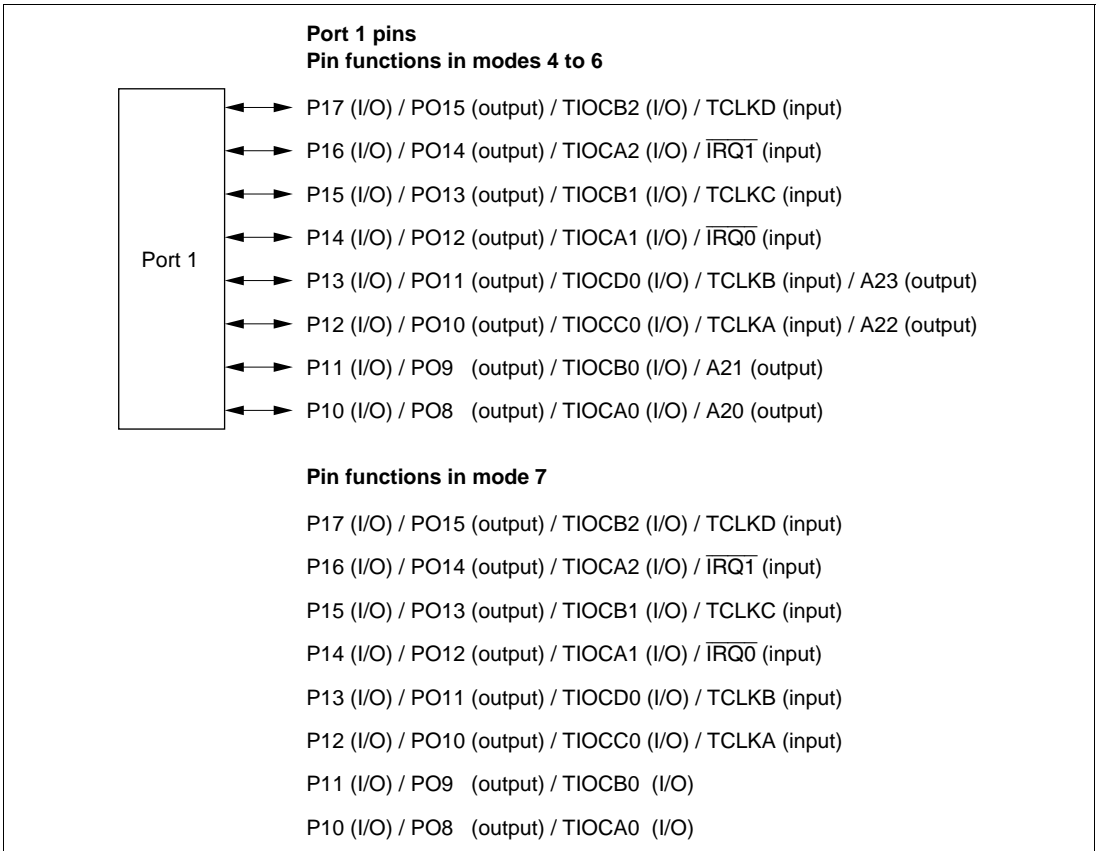 Port 1 pins
Pin functions in modes 4 to 6
P17 (I/O) / PO15 (output) / TIOCB2 (I/O) / TCLKD (input)
P16 (I/O) / PO14 (output) / TIOCA2 (I/O) / I̅R̅Q̅1̅ (input)
P15 (I/O) / PO13 (output) / TIOCB1 (I/O) / TCLKC (input)
P14 (I/O) / PO12 (output) / TIOCA1 (I/O) / I̅R̅Q̅0̅ (input)
Port 1
P13 (I/O) / PO11 (output) / TIOCD0 (I/O) / TCLKB (input) / A23 (output)
P12 (I/O) / PO10 (output) / TIOCC0 (I/O) / TCLKA (input) / A22 (output)
P11 (I/O) / PO9 (output) / TIOCB0 (I/O) / A21 (output)
P10 (I/O) / PO8 (output) / TIOCA0 (I/O) / A20 (output)
Pin functions in mode 7
P17 (I/O) / PO15 (output) / TIOCB2 (I/O) / TCLKD (input)
P16 (I/O) / PO14 (output) / TIOCA2 (I/O) / I̅R̅Q̅1̅ (input)
P15 (I/O) / PO13 (output) / TIOCB1 (I/O) / TCLKC (input)
P14 (I/O) / PO12 (output) / TIOCA1 (I/O) / I̅R̅Q̅0̅ (input)
P13 (I/O) / PO11 (output) / TIOCD0 (I/O) / TCLKB (input)
P12 (I/O) / PO10 (output) / TIOCC0 (I/O) / TCLKA (input)
P11 (I/O) / PO9 (output) / TIOCB0 (I/O)
P10 (I/O) / PO8 (output) / TIOCA0 (I/O)